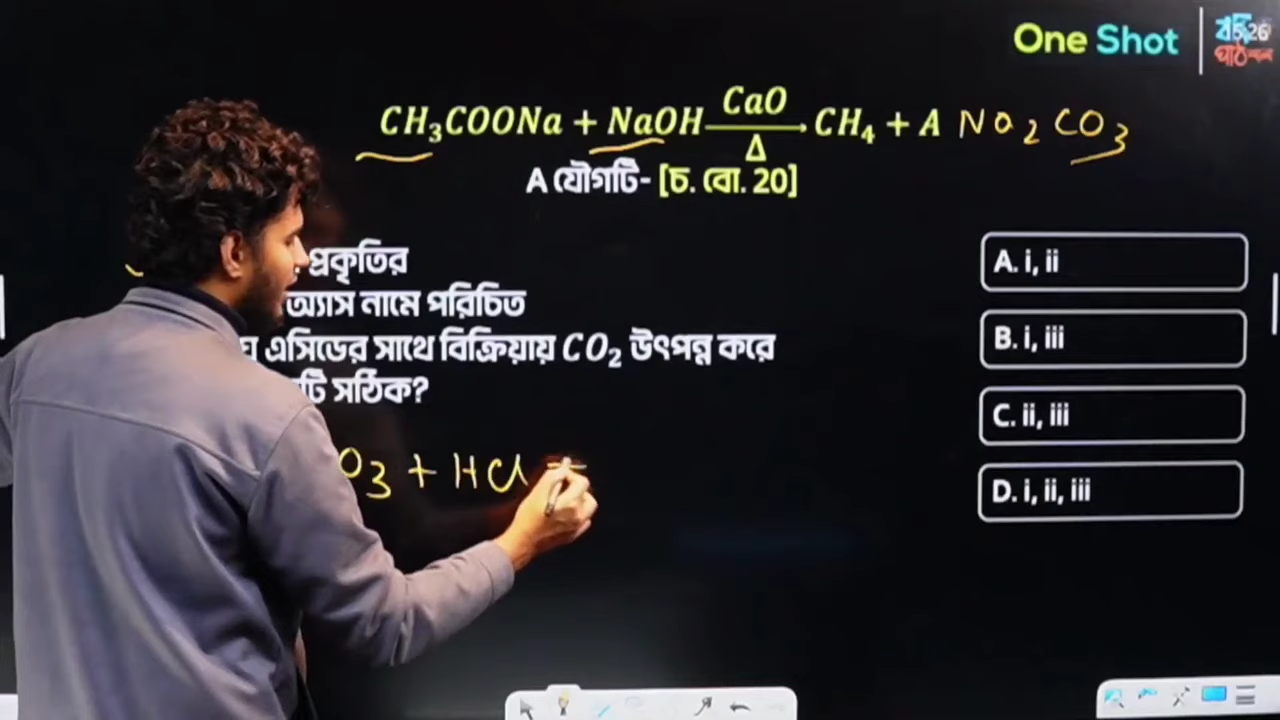 One Shot
CH₃COONa + NaOH CaO Δ → CH₄ + A Na₂CO₃
A যৌগটি- [চ. বো. 20]
প্রকৃতির
অ্যাস নামে পরিচিত
এসিডের সাথে বিক্রিয়ায় CO₂ উৎপন্ন করে
টি সঠিক?
O₃ + HCl
A. i, ii
B. i, iii
C. ii, iii
D. i, ii, iii